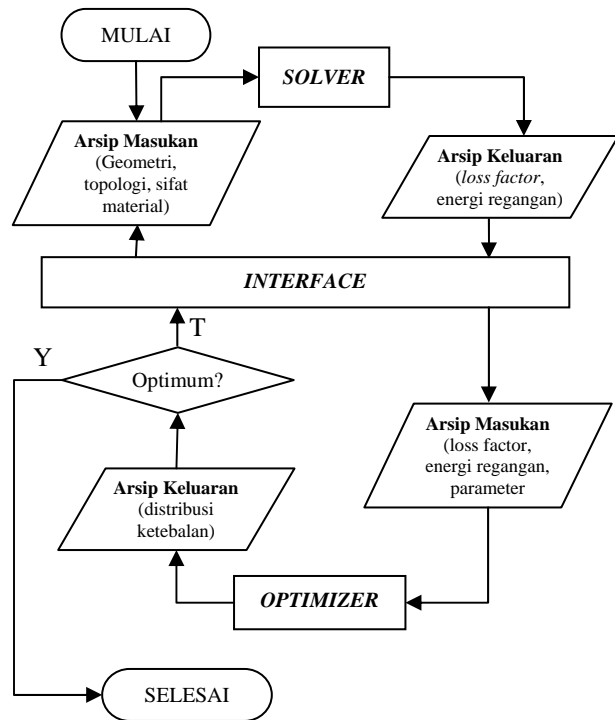 MULAI
SOLVER
Arsip Masukan
(Geometri,
topologi, sifat
material)
Arsip Keluaran
(loss factor,
energi regangan)
INTERFACE
T
Y
Optimum?
Arsip Masukan
(loss factor,
energi regangan,
parameter
Arsip Keluaran
(distribusi
ketebalan)
OPTIMIZER
SELESAI